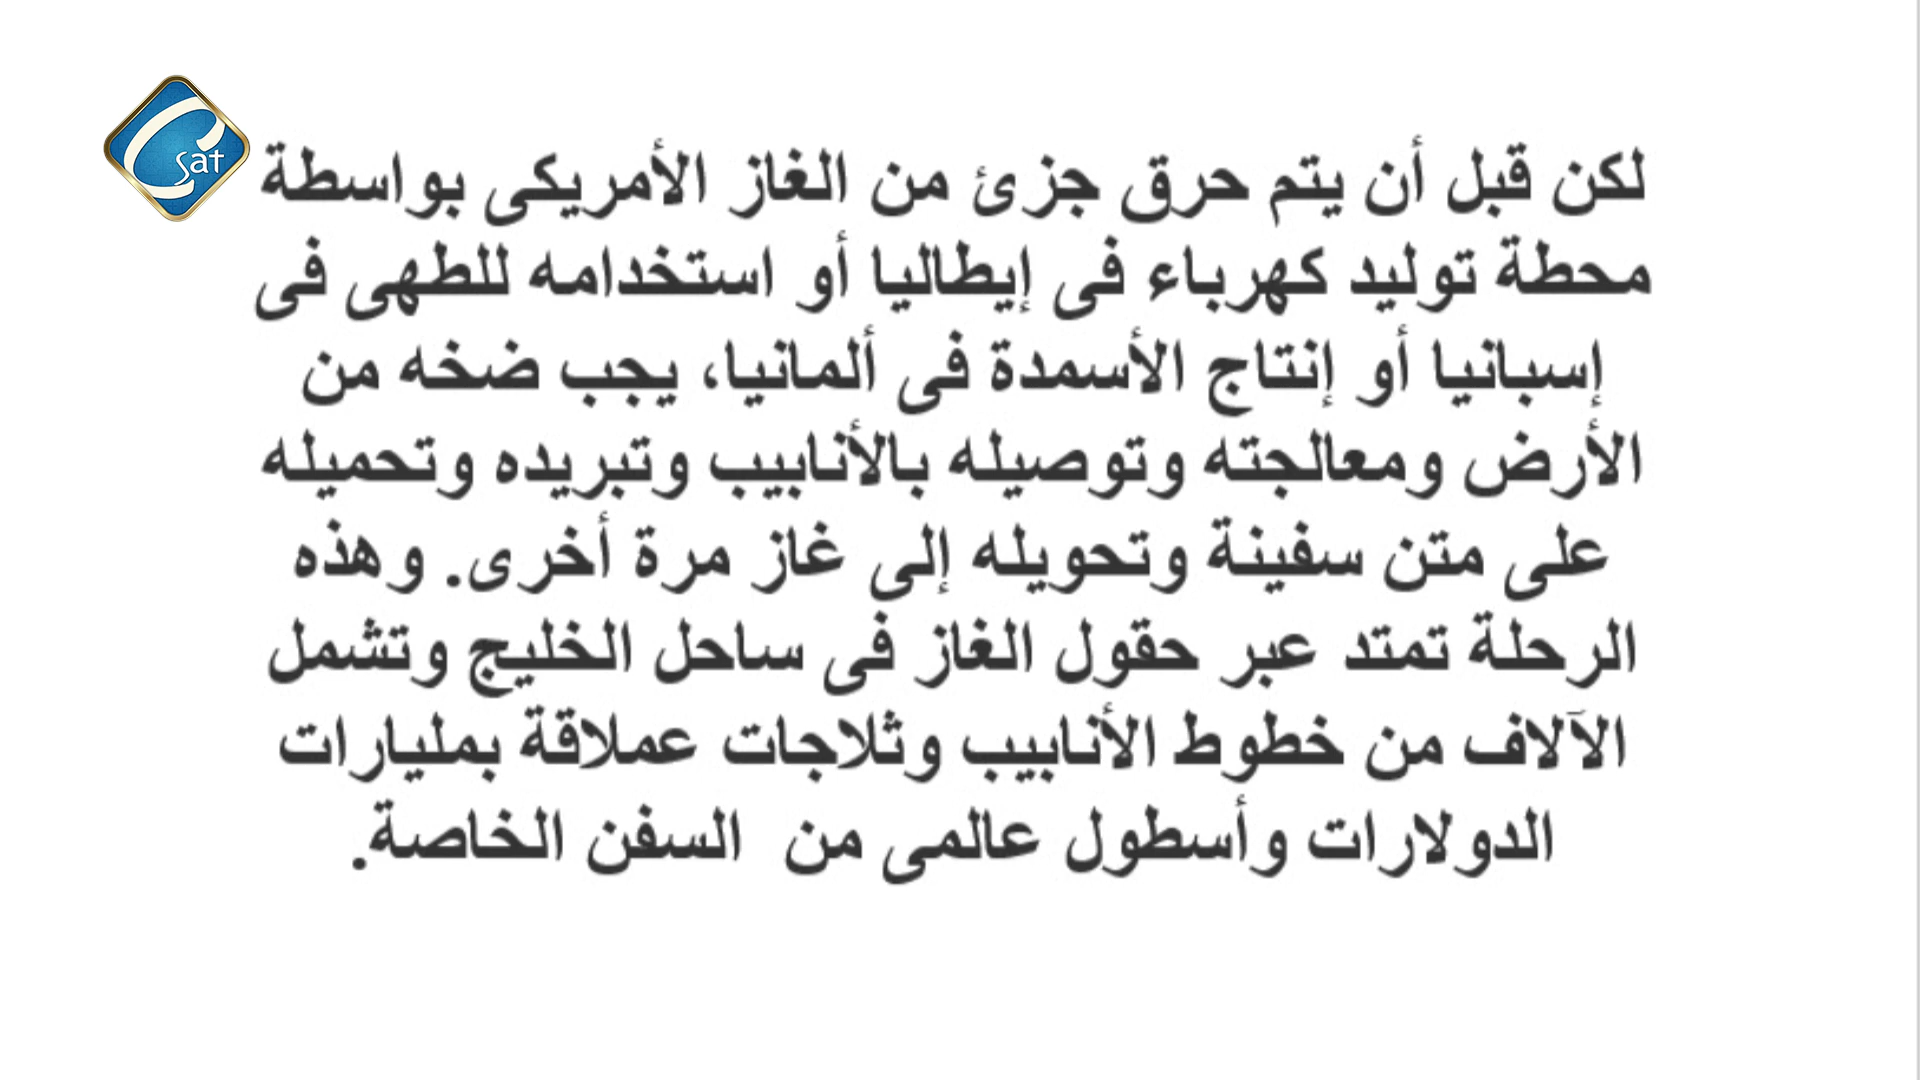 C Sat
لكن قبل أن يتم حرق جزئ من الغاز الأمريكى بواسطة
محطة توليد كهرباء فى إيطاليا أو استخدامه للطهى فى
إسبانيا أو إنتاج الأسمدة فى ألمانيا، يجب ضخه من
الأرض ومعالجته وتوصيله بالأنابيب وتبريده وتحميله
على متن سفينة وتحويله إلى غاز مرة أخرى. وهذه
الرحلة تمتد عبر حقول الغاز فى ساحل الخليج وتشمل
الآلاف من خطوط الأنابيب وثلاجات عملاقة بمليارات
الدولارات وأسطول عالمى من  السفن الخاصة.